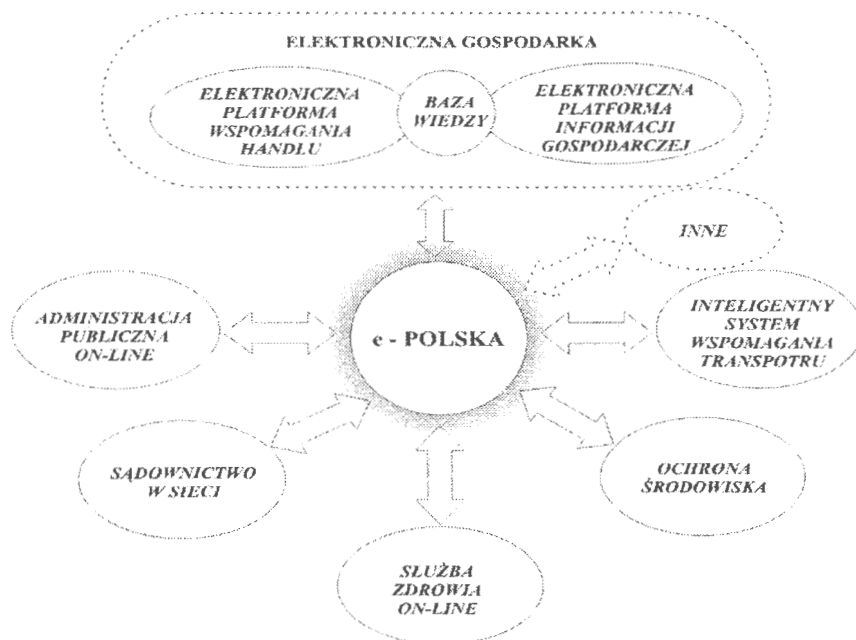 ELEKTRONICZNA GOSPODARKA
ELEKTRONICZNA
PLATFORMA
WSPOMAGANIA
HANDLU
BAZA
WIEDZY
ELEKTRONICZNA
PLATFORMA
INFORMACJI
GOSPODARCZEJ
INNE
ADMINISTRACJA
PUBLICZNA
ON-LINE
e - POLSKA
INTELIGENTNY
SYSTEM
WSPOMAGANIA
TRANSPOTRU
SĄDOWNICTWO
W SIECI
OCHRONA
ŚRODOWISKA
SŁUŻBA
ZDROWIA
ON-LINE